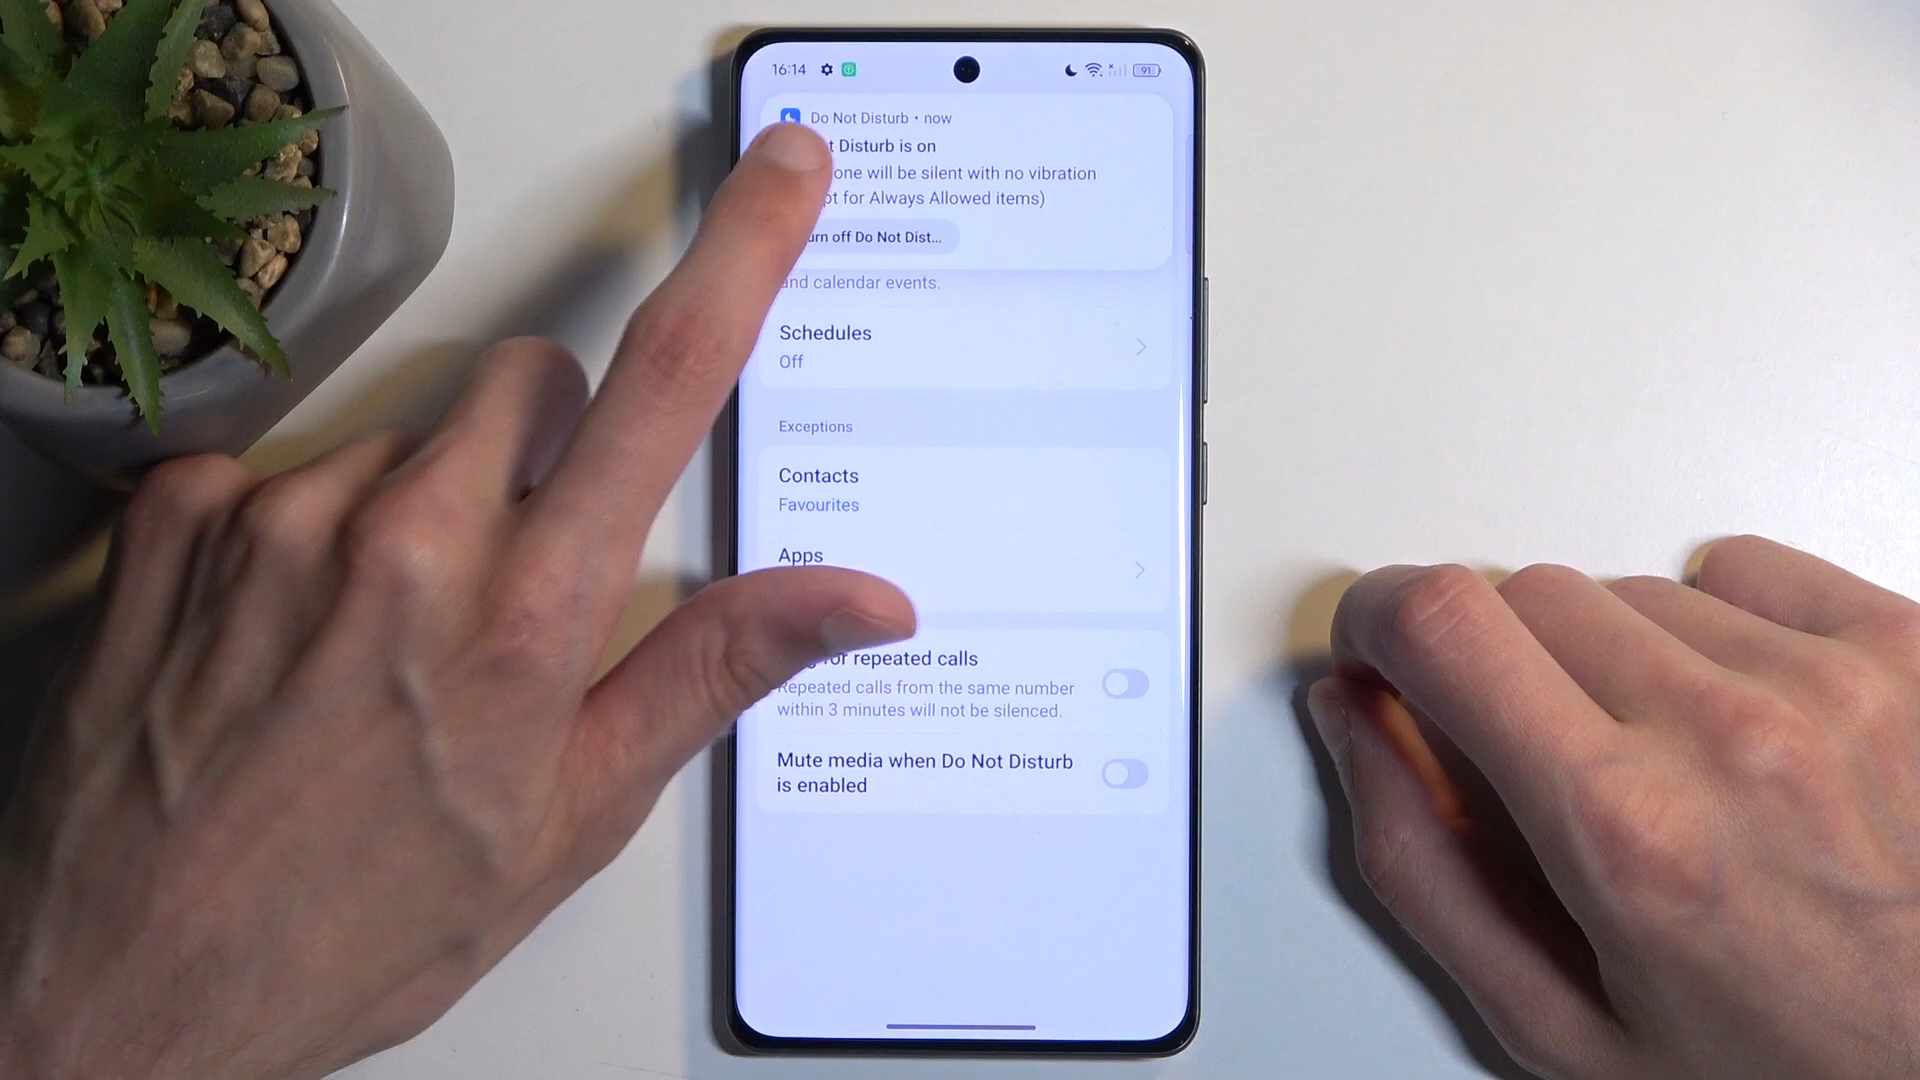 16:14 91
Do Not Disturb • now
Disturb is on
one will be silent with no vibration
for Always Allowed items)
off Do Not Dist...
and calendar events.
Schedules
Off
Exceptions
Contacts
Favourites
Apps
for repeated calls
Repeated calls from the same number
within 3 minutes will not be silenced.
Mute media when Do Not Disturb
is enabled